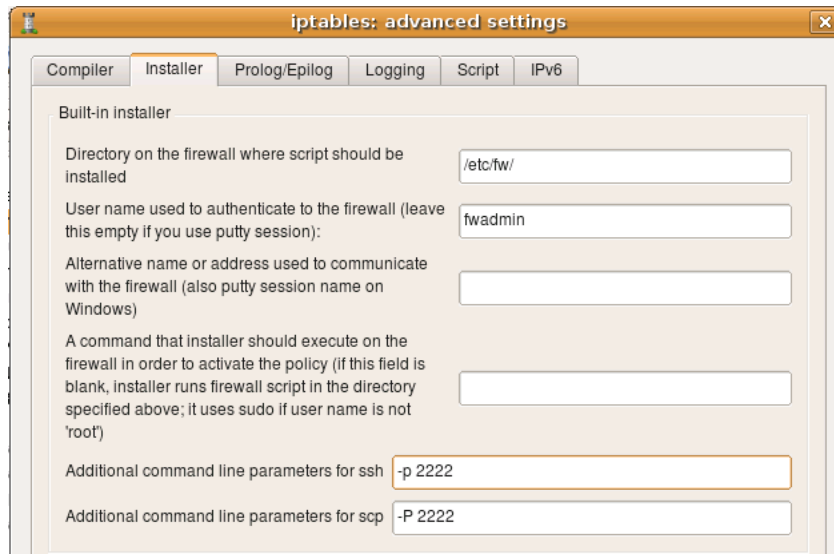 iptables: advanced settings
Compiler
Installer
Prolog/Epilog
Logging
Script
IPv6
Built-in installer
Directory on the firewall where script should be
installed
/etc/fw/
User name used to authenticate to the firewall (leave
this empty if you use putty session):
fwadmin
Alternative name or address used to communicate
with the firewall (also putty session name on
Windows)
A command that installer should execute on the
firewall in order to activate the policy (if this field is
blank, installer runs firewall script in the directory
specified above; it uses sudo if user name is not
'root')
Additional command line parameters for ssh
-p 2222
Additional command line parameters for scp
-P 2222